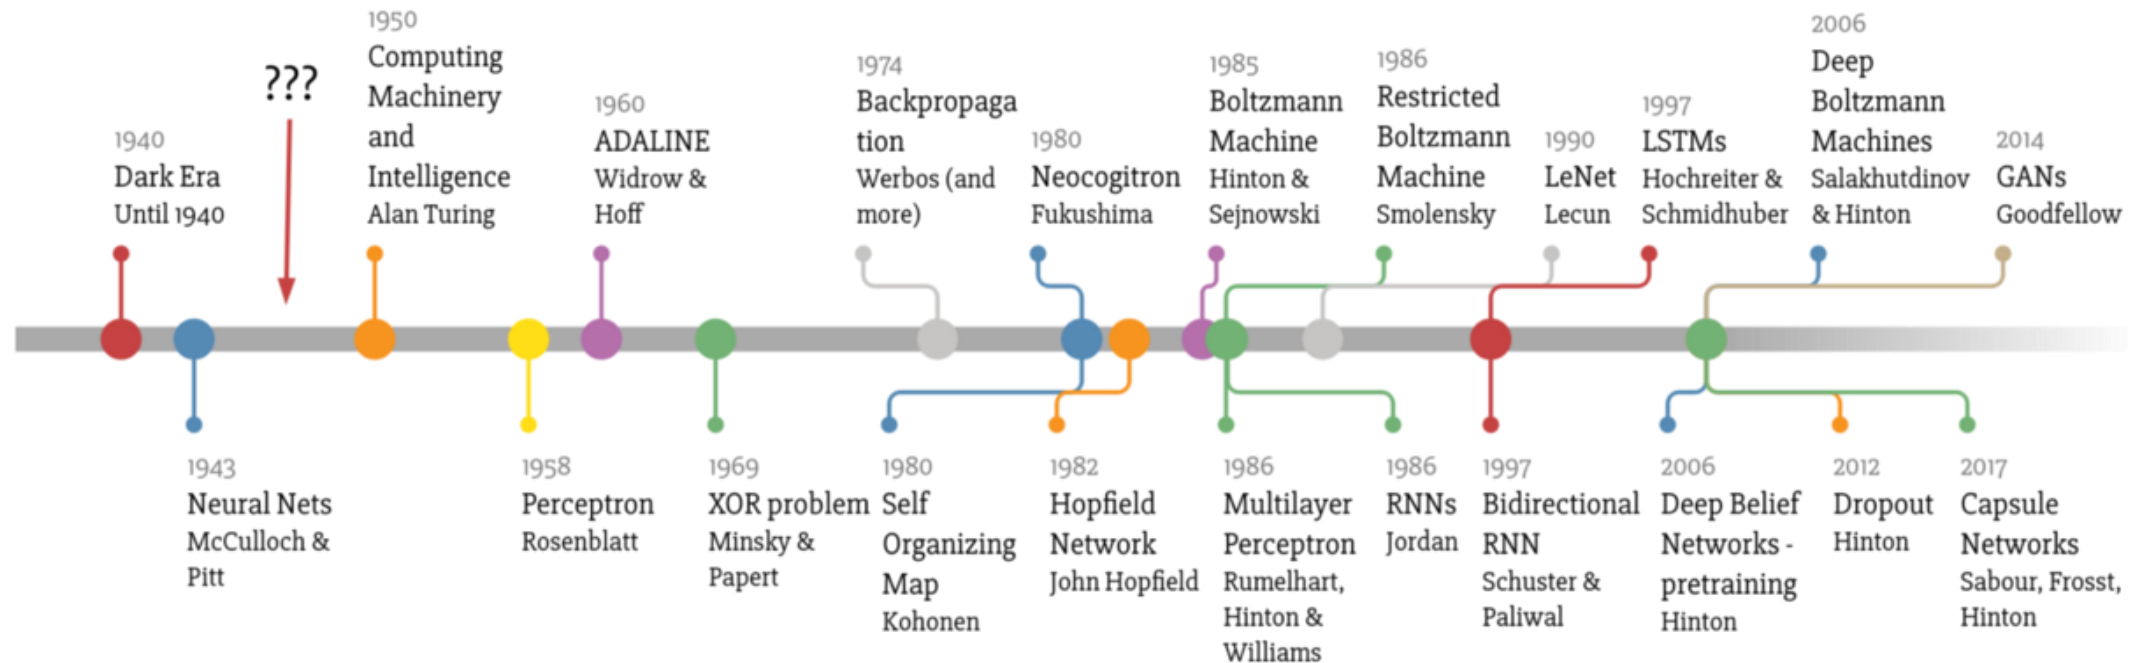 ???
1940
Dark Era
Until 1940
1950
Computing
Machinery
and
Intelligence
Alan Turing
1960
ADALINE
Widrow &
Hoff
1974
Backpropaga
tion
Werbos (and
more)
1980
Neocogitron
Fukushima
1985
Boltzmann
Machine
Hinton &
Sejnowski
1986
Restricted
Boltzmann
Machine
Smolensky
1990
LeNet
Lecun
1997
LSTMs
Hochreiter &
Schmidhuber
2006
Deep
Boltzmann
Machines
Salakhutdinov
& Hinton
2014
GANs
Goodfellow
1943
Neural Nets
McCulloch &
Pitt
1958
Perceptron
Rosenblatt
1969
XOR problem
Minsky &
Papert
1980
Self
Organizing
Map
Kohonen
1982
Hopfield
Network
John Hopfield
1986
Multilayer
Perceptron
Rumelhart,
Hinton &
Williams
1986
RNNs
Jordan
1997
Bidirectional
RNN
Schuster &
Paliwal
2006
Deep Belief
Networks -
pretraining
Hinton
2012
Dropout
Hinton
2017
Capsule
Networks
Sabour, Frosst,
Hinton